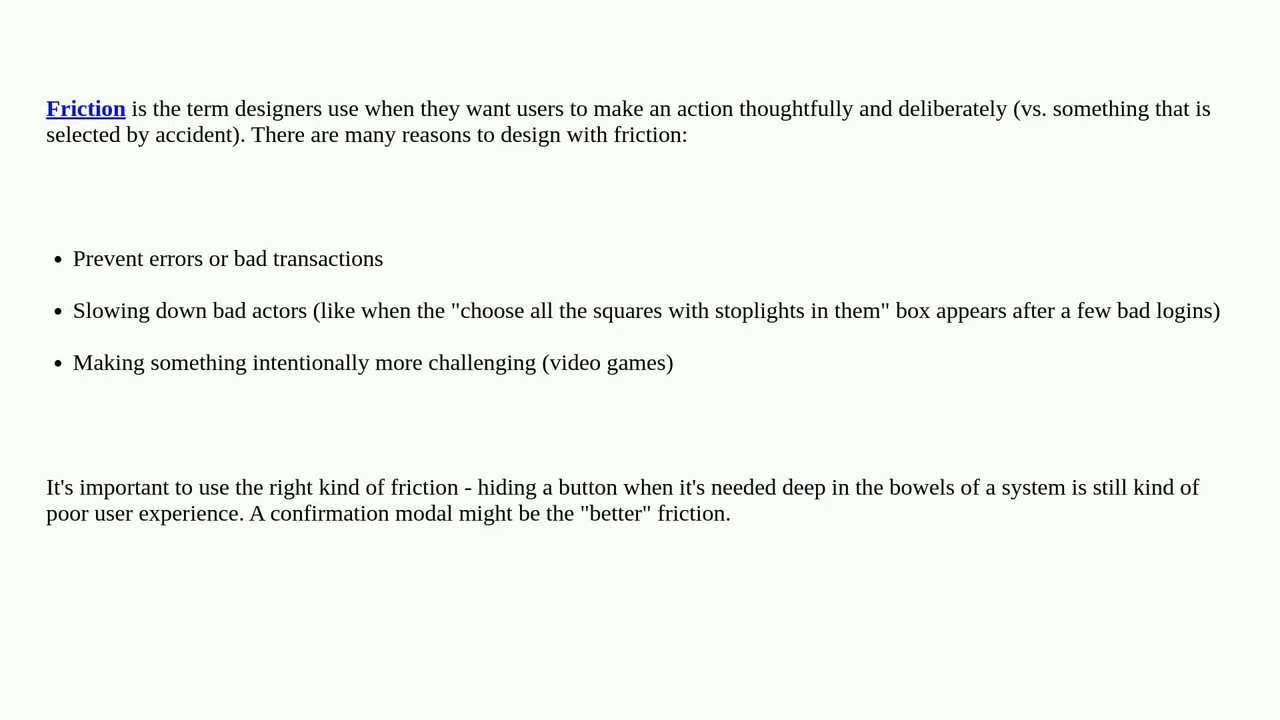 Friction is the term designers use when they want users to make an action thoughtfully and deliberately (vs. something that is
selected by accident). There are many reasons to design with friction:
• Prevent errors or bad transactions
• Slowing down bad actors (like when the "choose all the squares with stoplights in them" box appears after a few bad logins)
• Making something intentionally more challenging (video games)
It's important to use the right kind of friction - hiding a button when it's needed deep in the bowels of a system is still kind of
poor user experience. A confirmation modal might be the "better" friction.